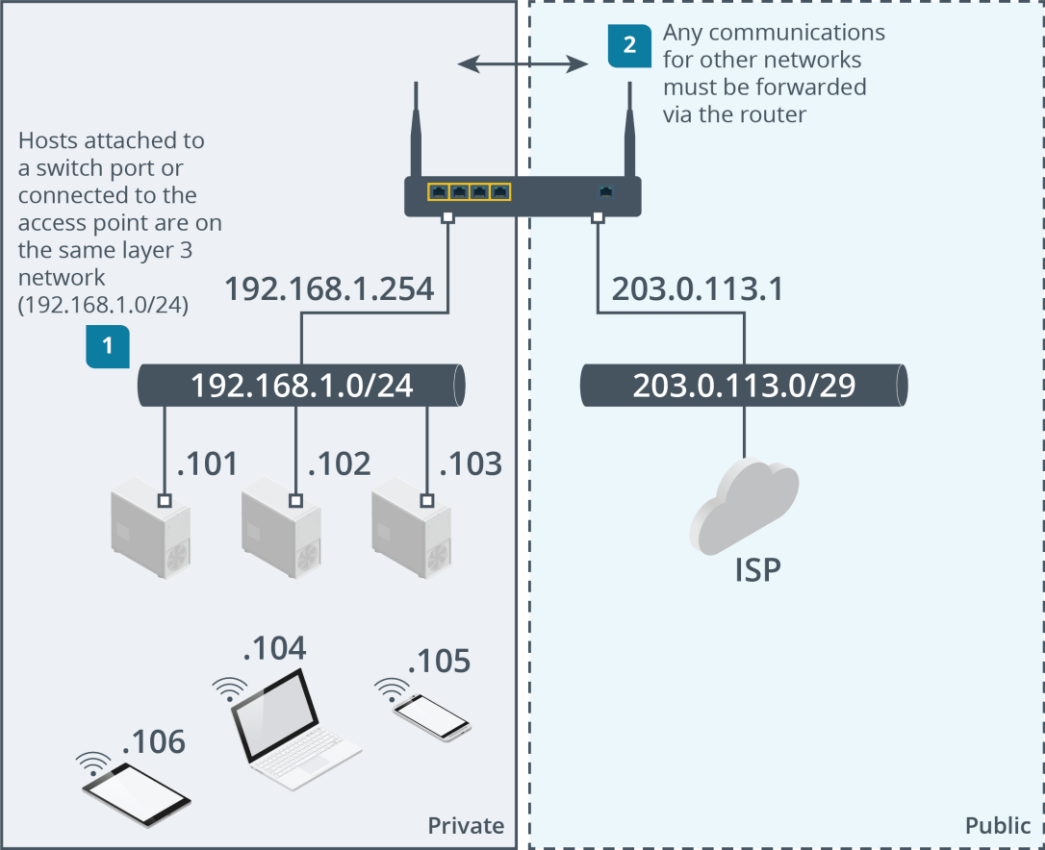 2
Any communications
for other networks
must be forwarded
via the router
Hosts attached to
a switch port or
connected to the
access point are on
the same layer 3
network
(192.168.1.0/24)
1
192.168.1.254
203.0.113.1
192.168.1.0/24
203.0.113.0/29
.101
.102
.103
ISP
.104
.105
.106
Private
Public